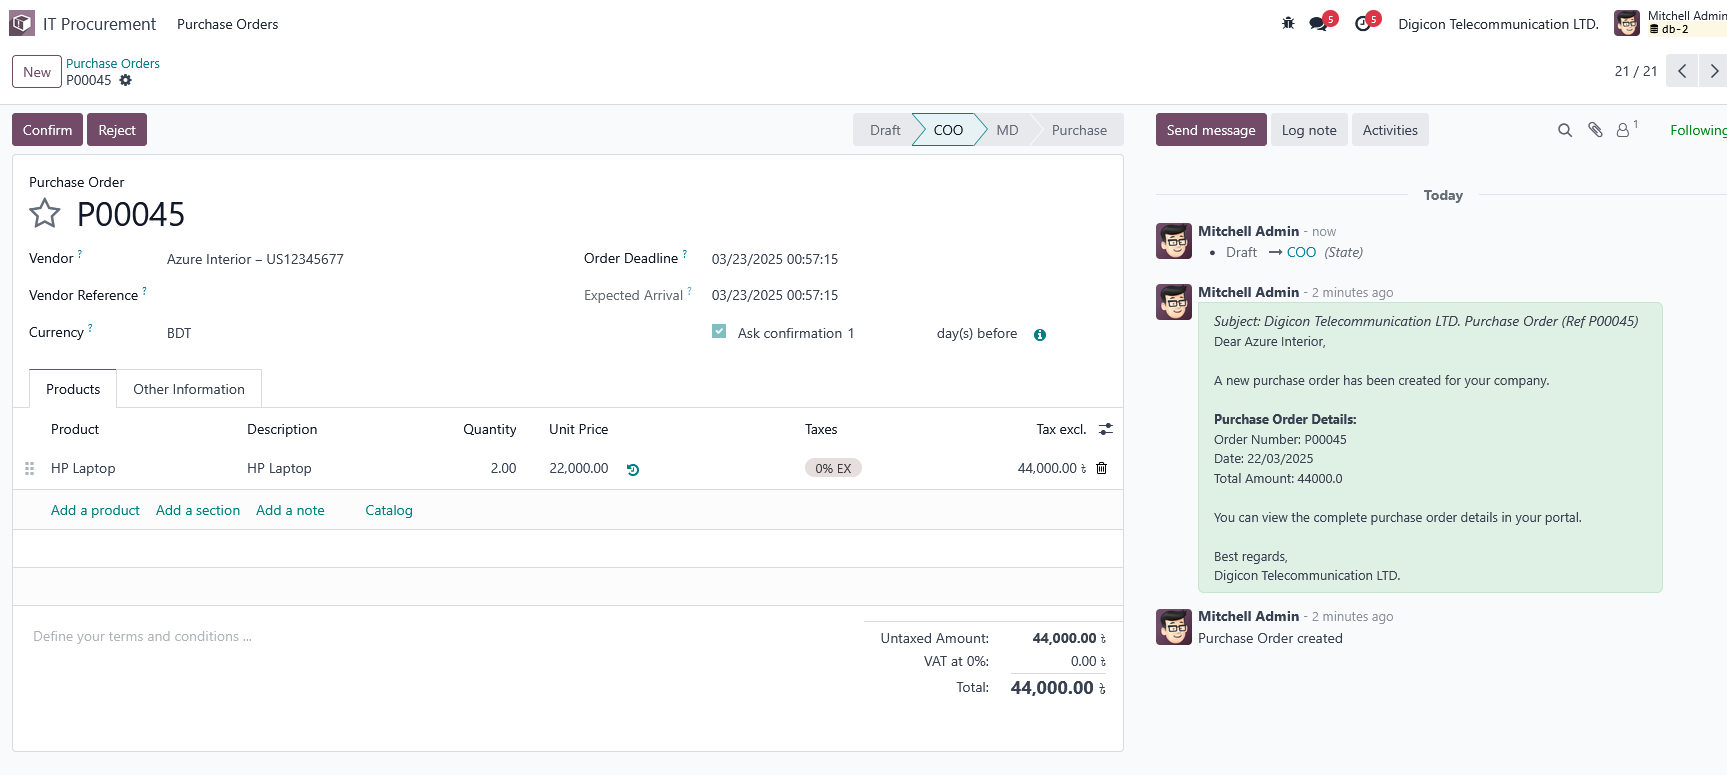 IT Procurement Purchase Orders 5 5 Digicon Telecommunication LTD. Mitchell Admin
db-2
New Purchase Orders
P00045
21 / 21
Confirm Reject Draft COO MD Purchase
Send message Log note Activities 1 Following
Purchase Order
P00045
Vendor ? Azure Interior – US12345677
Order Deadline ? 03/23/2025 00:57:15
Vendor Reference ?
Expected Arrival ? 03/23/2025 00:57:15
Currency ? BDT
Ask confirmation 1 day(s) before
Products Other Information
Product Description Quantity Unit Price Taxes Tax excl.
HP Laptop HP Laptop 2.00 22,000.00 0% EX 44,000.00 ৳
Add a product Add a section Add a note Catalog
Define your terms and conditions ...
Untaxed Amount: 44,000.00 ৳
VAT at 0%: 0.00 ৳
Total: 44,000.00 ৳
Today
Mitchell Admin - now
• Draft → COO (State)
Mitchell Admin - 2 minutes ago
Subject: Digicon Telecommunication LTD. Purchase Order (Ref P00045)
Dear Azure Interior,
A new purchase order has been created for your company.
Purchase Order Details:
Order Number: P00045
Date: 22/03/2025
Total Amount: 44000.0
You can view the complete purchase order details in your portal.
Best regards,
Digicon Telecommunication LTD.
Mitchell Admin - 2 minutes ago
Purchase Order created